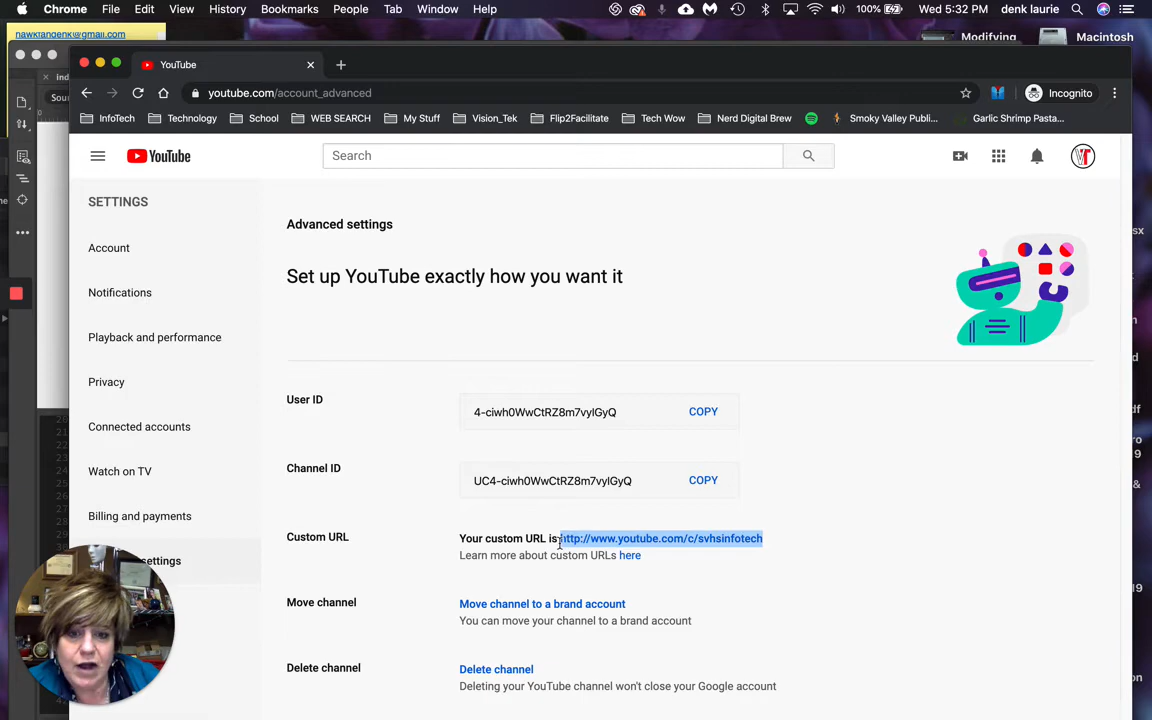 Chrome File Edit View History Bookmarks People Tab Window Help 100% Wed 5:32 PM denk laurie
nawktangenk@gmail.com
Modifying
Macintosh
YouTube
ind
Sour
youtube.com/account_advanced
Incognito
InfoTech Technology School WEB SEARCH My Stuff Vision_Tek Flip2Facilitate Tech Wow Nerd Digital Brew Smoky Valley Publi... Garlic Shrimp Pasta...
YouTube
Search
SETTINGS
Account
Notifications
Playback and performance
Privacy
Connected accounts
Watch on TV
Billing and payments
settings
Advanced settings
Set up YouTube exactly how you want it
User ID
4-ciwh0WwCtRZ8m7vylGyQ COPY
Channel ID
UC4-ciwh0WwCtRZ8m7vylGyQ COPY
Custom URL
Your custom URL is http://www.youtube.com/c/svhsinfotech
Learn more about custom URLs here
Move channel
Move channel to a brand account
You can move your channel to a brand account
Delete channel
Delete channel
Deleting your YouTube channel won't close your Google account